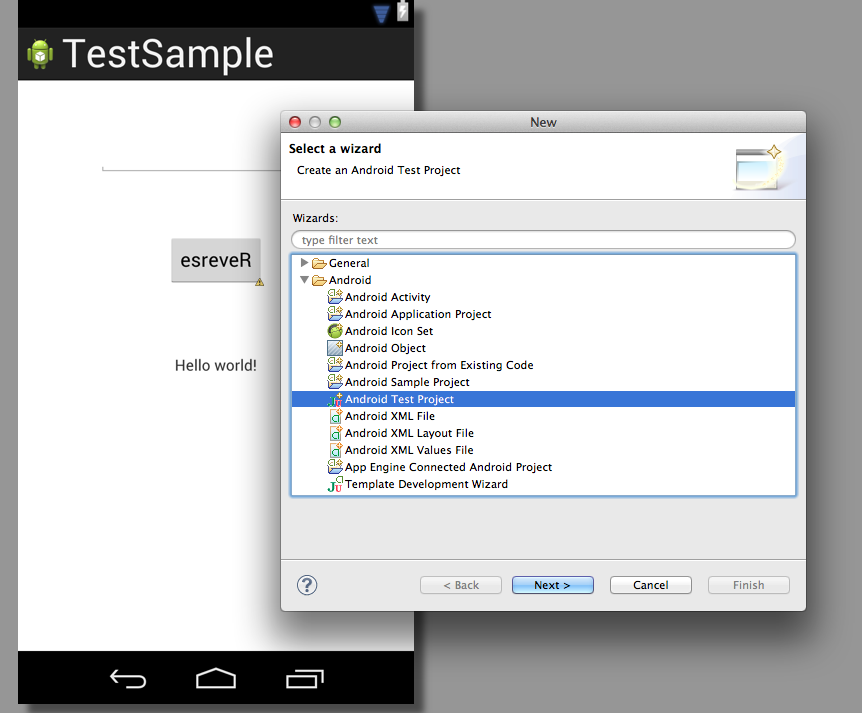 TestSample
esreveR
Hello world!
New
Select a wizard
Create an Android Test Project
Wizards:
type filter text
General
Android
Android Activity
Android Application Project
Android Icon Set
Android Object
Android Project from Existing Code
Android Sample Project
Android Test Project
Android XML File
Android XML Layout File
Android XML Values File
App Engine Connected Android Project
Template Development Wizard
?
< Back
Next >
Cancel
Finish